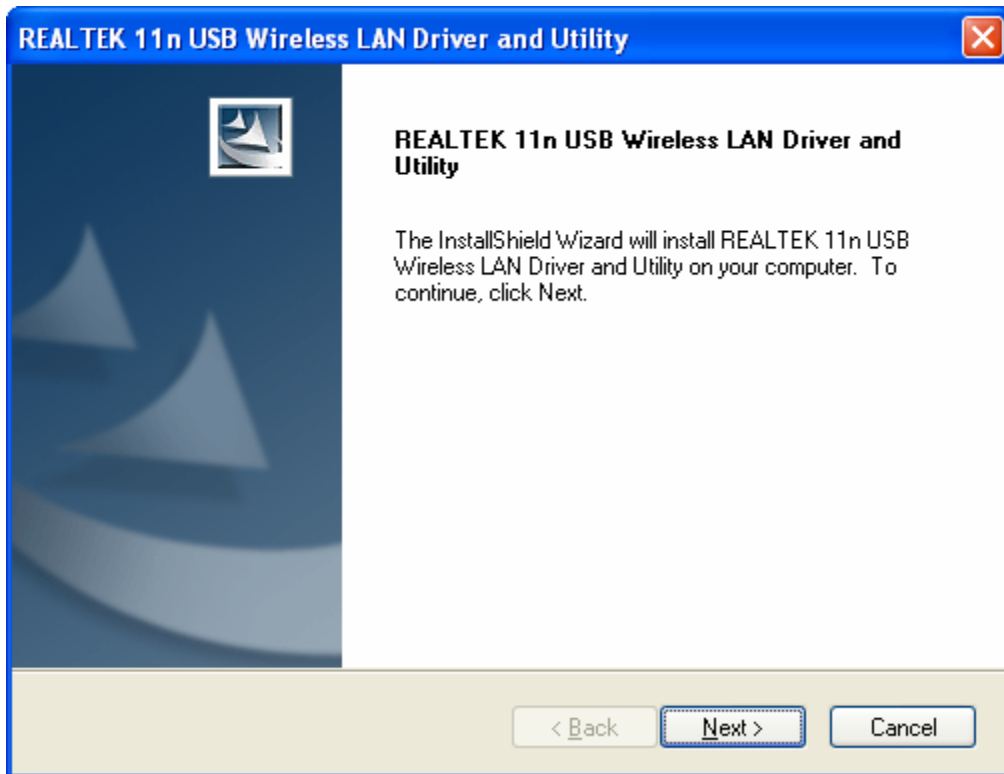 REALTEK 11n USB Wireless LAN Driver and Utility
REALTEK 11n USB Wireless LAN Driver and
Utility
The InstallShield Wizard will install REALTEK 11n USB
Wireless LAN Driver and Utility on your computer.  To
continue, click Next.
< Back
Next >
Cancel